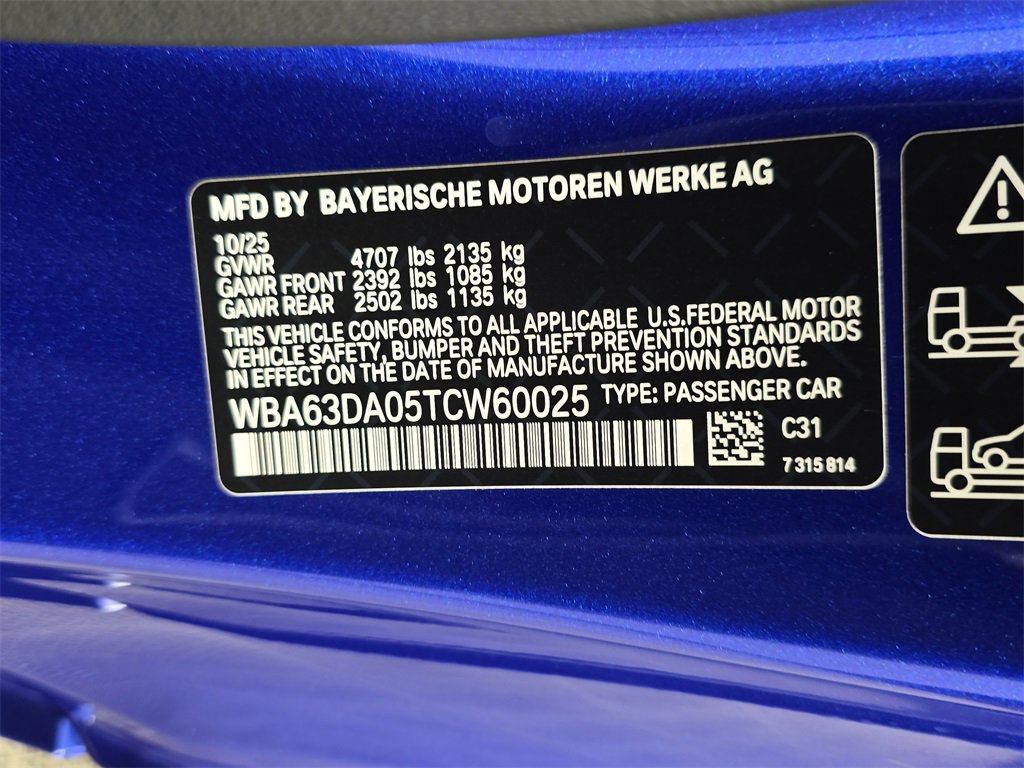 MFD BY BAYERISCHE MOTOREN WERKE AG
10/25
GVWR 4707 lbs 2135 kg
GAWR FRONT 2392 lbs 1085 kg
GAWR REAR 2502 lbs 1135 kg
THIS VEHICLE CONFORMS TO ALL APPLICABLE U.S.FEDERAL MOTOR
VEHICLE SAFETY, BUMPER AND THEFT PREVENTION STANDARDS
IN EFFECT ON THE DATE OF MANUFACTURE SHOWN ABOVE.
WBA63DA05TCW60025 TYPE: PASSENGER CAR
C31
7 315 814